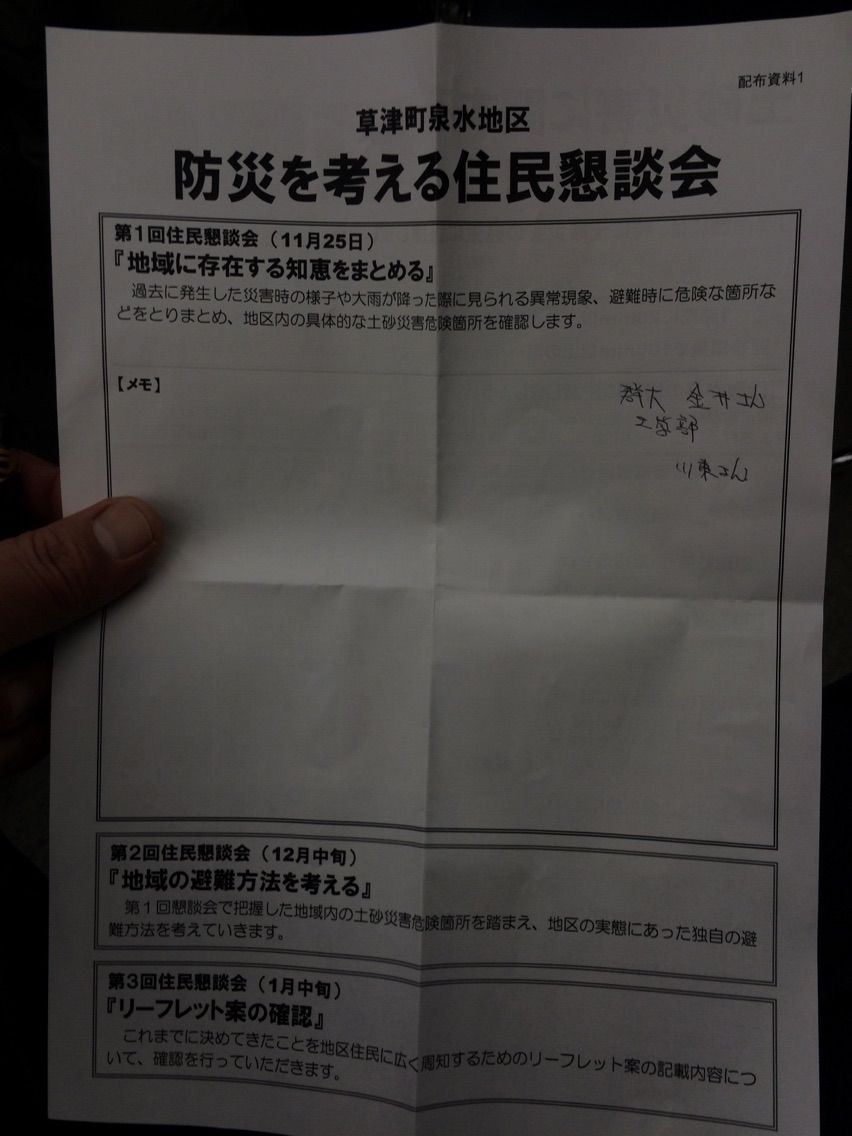 配布資料1
草津町泉水地区
防災を考える住民懇談会
第1回住民懇談会(11月25日)
『地域に存在する知恵をまとめる』
過去に発生した災害時の様子や大雨が降った際に見られる異常現象、避難時に危険な箇所な
どをとりまとめ、地区内の具体的な土砂災害危険箇所を確認します。
【メモ】
群大 金井さん
工学部
川東さん
第2回住民懇談会(12月中旬)
『地域の避難方法を考える』
第1回懇談会で把握した地域内の土砂災害危険箇所を踏まえ、地区の実態にあった独自の避
難方法を考えていきます。
第3回住民懇談会(1月中旬)
『リーフレット案の確認』
これまでに決めてきたことを地区住民に広く周知するためのリーフレット案の記載内容につ
いて、確認を行っていただきます。